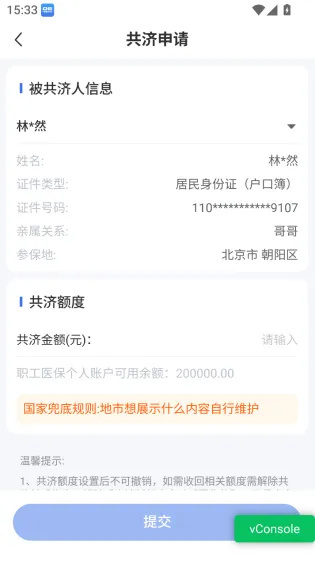 15:33
共济申请
被共济人信息
林*然
姓名: 林*然
证件类型: 居民身份证（户口簿）
证件号码: 110***********9107
亲属关系: 哥哥
参保地: 北京市 朝阳区
共济额度
共济金额(元): 请输入
职工医保个人账户可用余额：200000.00
国家兜底规则:地市想展示什么内容自行维护
温馨提示:
1、共济额度设置后不可撤销，如需收回相关额度需解除共
提交
vConsole